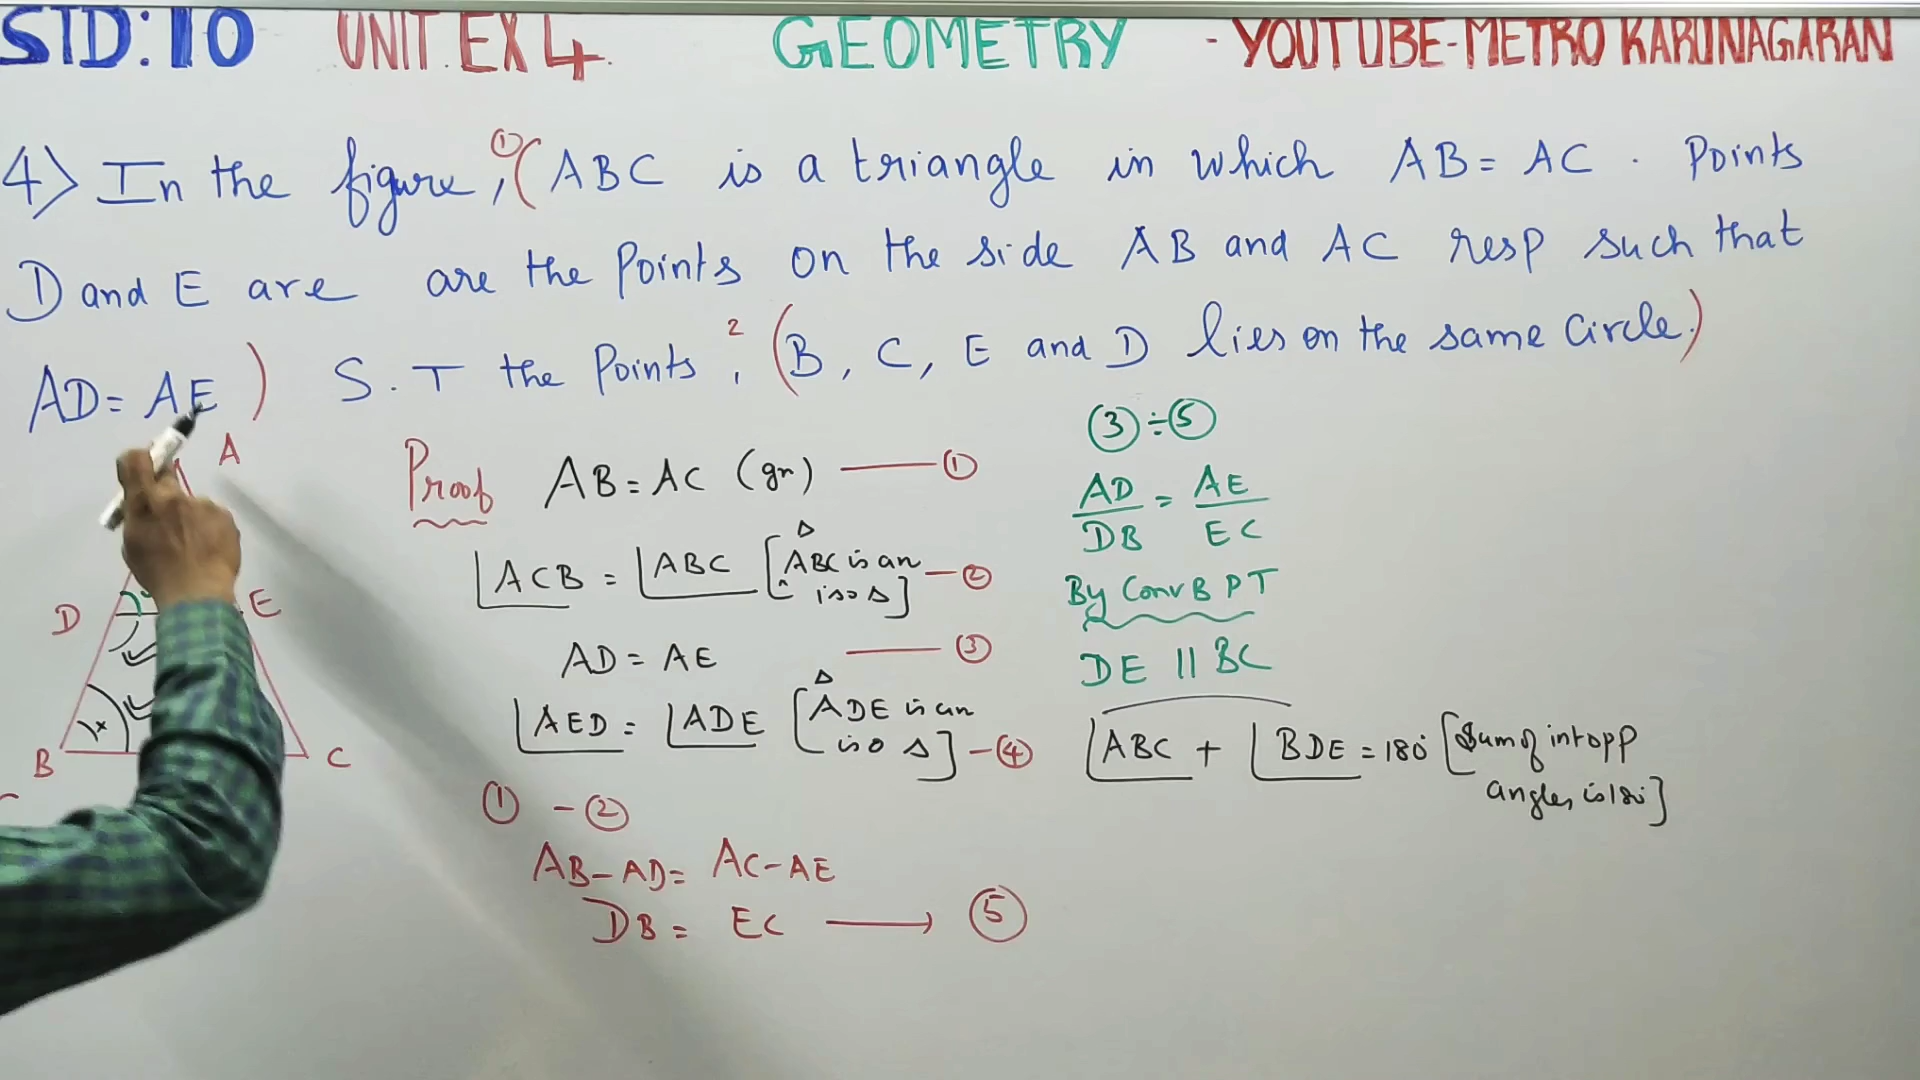 STD: 10 UNIT EX 4 GEOMETRY - YOUTUBE-METRO KARUNAGARAN
4) In the figure, ① (ABC is a triangle in which AB = AC . Points
D and E are are the Points on the side AB and AC resp such that
AD = AE ) S.T the Points, 2 (B, C, E and D lies on the same Circle.)
A
D E
B C
Proof AB = AC (gn) — ①
∠ACB = ∠ABC [ΔABC is an
iso Δ] — ②
AD = AE — ③
∠AED = ∠ADE [ΔADE is an
iso Δ] — ④
① - ②
AB - AD = AC - AE
DB = EC → ⑤
③ ÷ ⑤
AD/DB = AE/EC
By Conv B P T
DE || BC
∠ABC + ∠BDE = 180° [Sum of int opp
angles is 180]